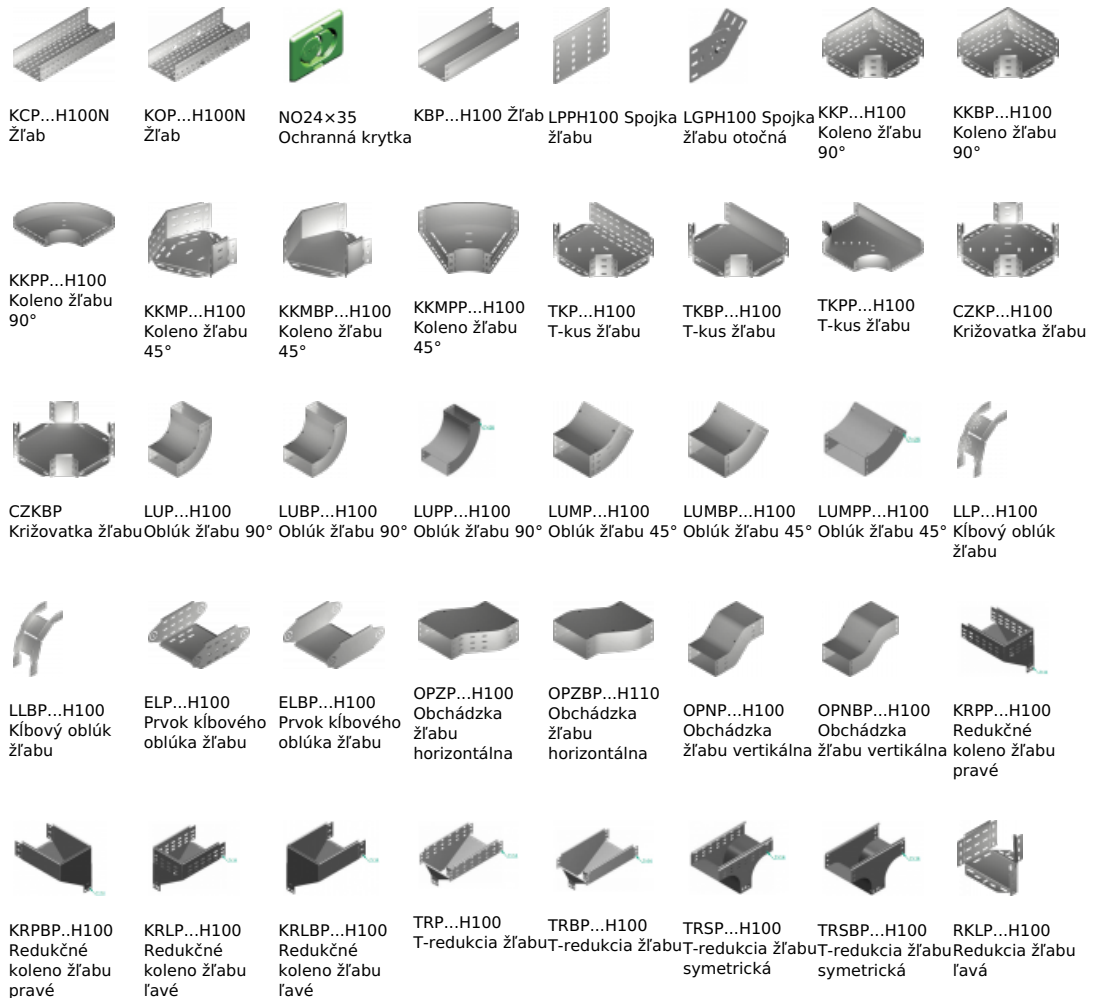 KCP...H100N
Žľab
KOP...H100N
Žľab
NO24×35
Ochranná krytka
KBP...H100 Žľab
LPPH100 Spojka
žľabu
LGPH100 Spojka
žľabu otočná
KKP...H100
Koleno žľabu
90°
KKBP...H100
Koleno žľabu
90°
KKPP...H100
Koleno žľabu
90°
KKMP...H100
Koleno žľabu
45°
KKMBP...H100
Koleno žľabu
45°
KKMPP...H100
Koleno žľabu
45°
TKP...H100
T-kus žľabu
TKBP...H100
T-kus žľabu
TKPP...H100
T-kus žľabu
CZKP...H100
Križovatka žľabu
CZKBP
Križovatka žľabu
LUP...H100
Oblúk žľabu 90°
LUBP...H100
Oblúk žľabu 90°
LUPP...H100
Oblúk žľabu 90°
LUMP...H100
Oblúk žľabu 45°
LUMBP...H100
Oblúk žľabu 45°
LUMPP...H100
Oblúk žľabu 45°
LLP...H100
Kĺbový oblúk
žľabu
LLBP...H100
Kĺbový oblúk
žľabu
ELP...H100
Prvok kĺbového
oblúka žľabu
ELBP...H100
Prvok kĺbového
oblúka žľabu
OPZP...H100
Obchádzka
žľabu
horizontálna
OPZBP...H110
Obchádzka
žľabu
horizontálna
OPNP...H100
Obchádzka
žľabu vertikálna
OPNBP...H100
Obchádzka
žľabu vertikálna
KRPP...H100
Redukčné
koleno žľabu
pravé
KRPBP..H100
Redukčné
koleno žľabu
pravé
KRLP...H100
Redukčné
koleno žľabu
ľavé
KRLBP...H100
Redukčné
koleno žľabu
ľavé
TRP...H100
T-redukcia žľabu
TRBP...H100
T-redukcia žľabu
TRSP...H100
T-redukcia žľabu
symetrická
TRSBP...H100
T-redukcia žľabu
symetrická
RKLP...H100
Redukcia žľabu
ľavá